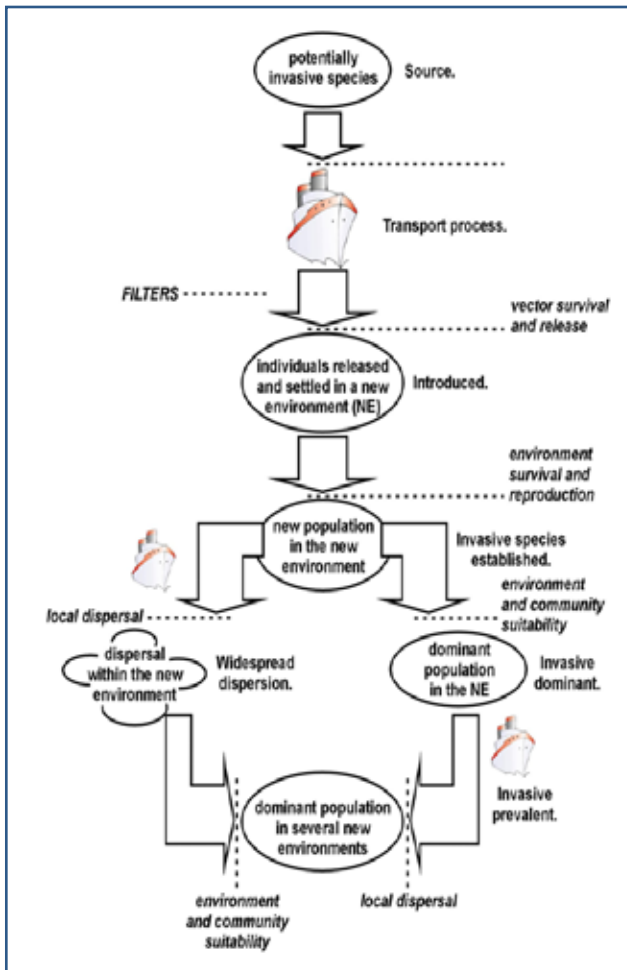 potentially
invasive species
Source.
Transport process.
FILTERS
vector survival
and release
individuals released
and settled in a new
environment (NE)
Introduced.
environment
survival and
reproduction
new population
in the new
environment
Invasive species
established.
local dispersal
environment
and community
suitability
dispersal
within the new
environment
Widespread
dispersion.
dominant
population
in the NE
Invasive
dominant.
Invasive
prevalent.
dominant population
in several new
environments
environment
and community
suitability
local dispersal